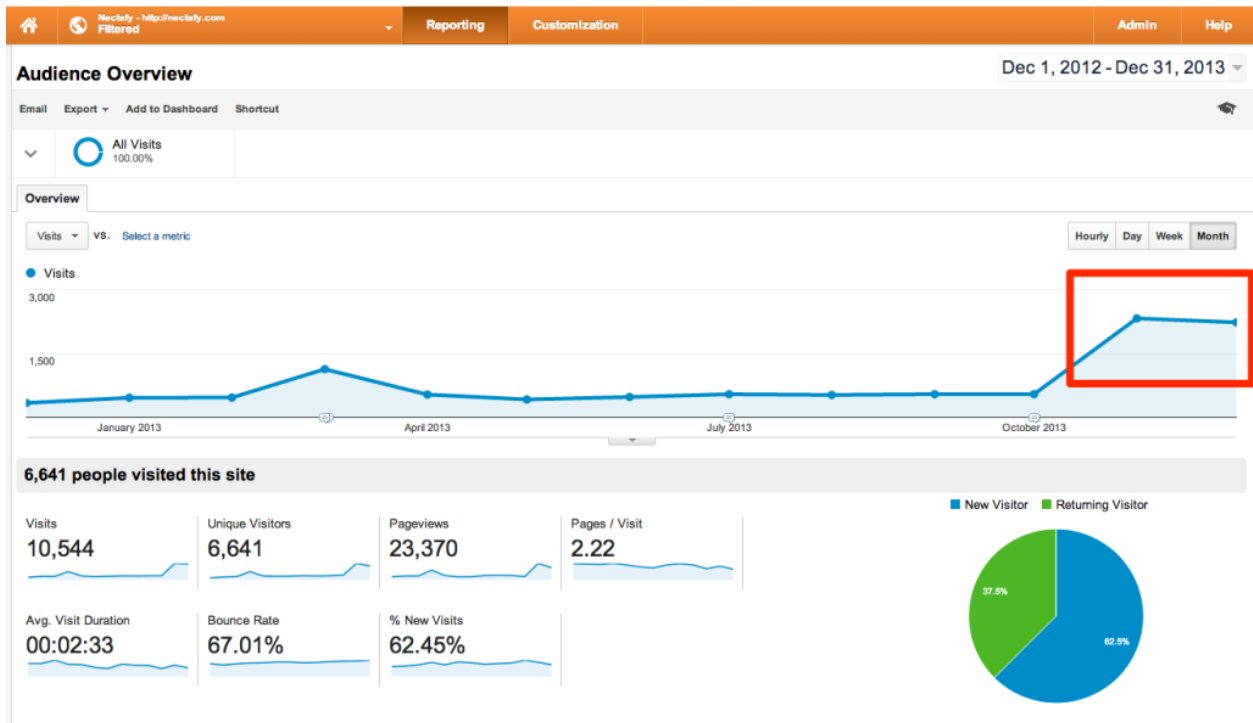 Nectafy - http://nectafy.com
Filtered
Reporting
Customization
Admin
Help
Audience Overview
Dec 1, 2012 - Dec 31, 2013
Email Export Add to Dashboard Shortcut
All Visits
100.00%
Overview
Visits VS. Select a metric
Hourly Day Week Month
Visits
3,000
1,500
January 2013 April 2013 July 2013 October 2013
6,641 people visited this site
New Visitor Returning Visitor
Visits
10,544
Unique Visitors
6,641
Pageviews
23,370
Pages / Visit
2.22
Avg. Visit Duration
00:02:33
Bounce Rate
67.01%
% New Visits
62.45%
37.5%
62.5%